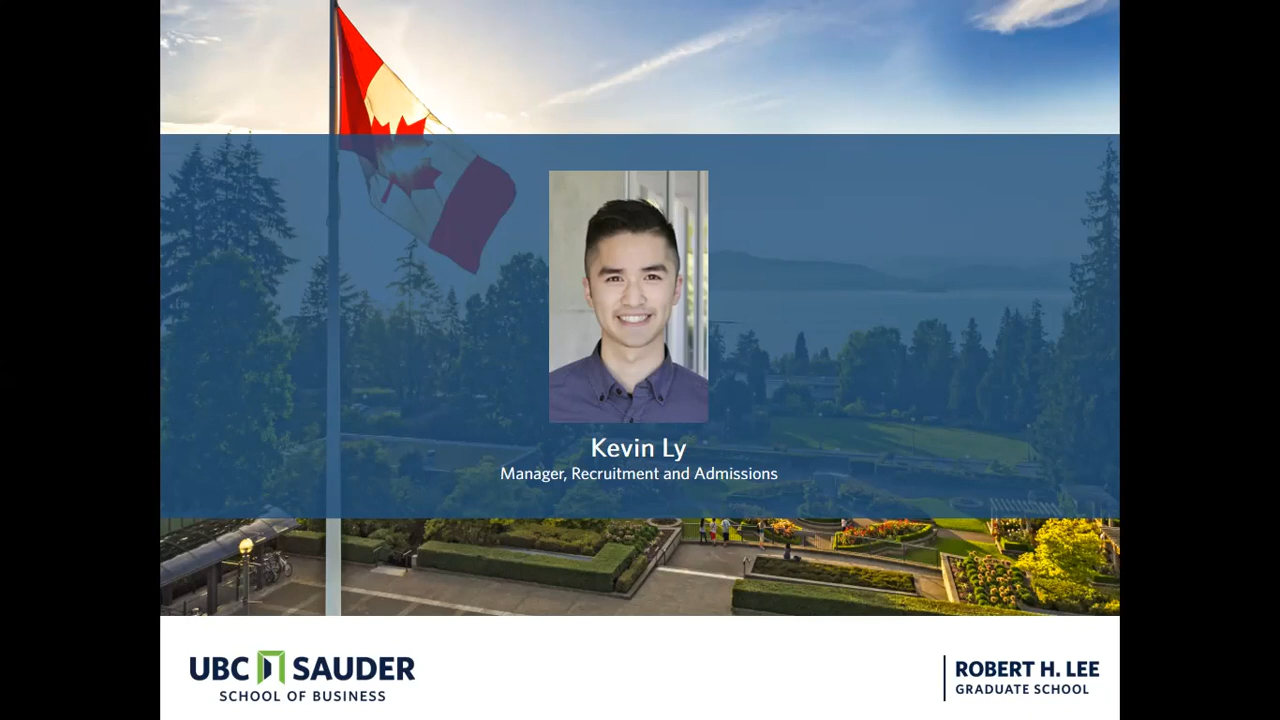 Kevin Ly
Manager, Recruitment and Admissions
UBC SAUDER
SCHOOL OF BUSINESS
ROBERT H. LEE
GRADUATE SCHOOL